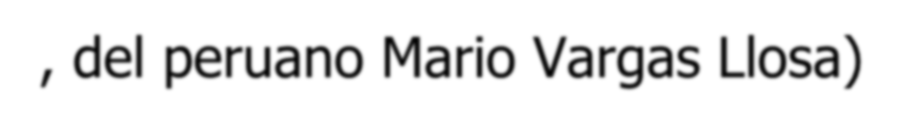 , del peruano Mario Vargas Llosa)